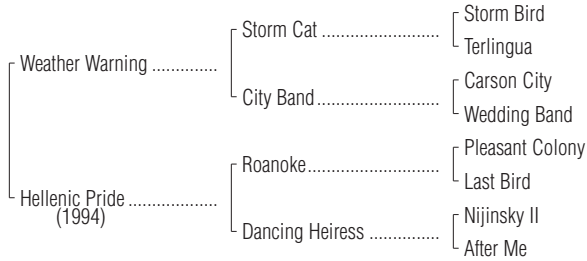 Storm Bird
Storm Cat ..............................
Terlingua
Weather Warning ..............
City Band...............................
Carson City
Wedding Band
Pleasant Colony
Roanoke.................................
Last Bird
Hellenic Pride ...................
(1994)
Dancing Heiress .................
Nijinsky II
After Me